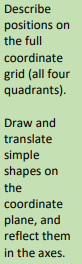 Describe
positions on
the full
coordinate
grid (all four
quadrants).
Draw and
translate
simple
shapes on
the
coordinate
plane, and
reflect them
in the axes.